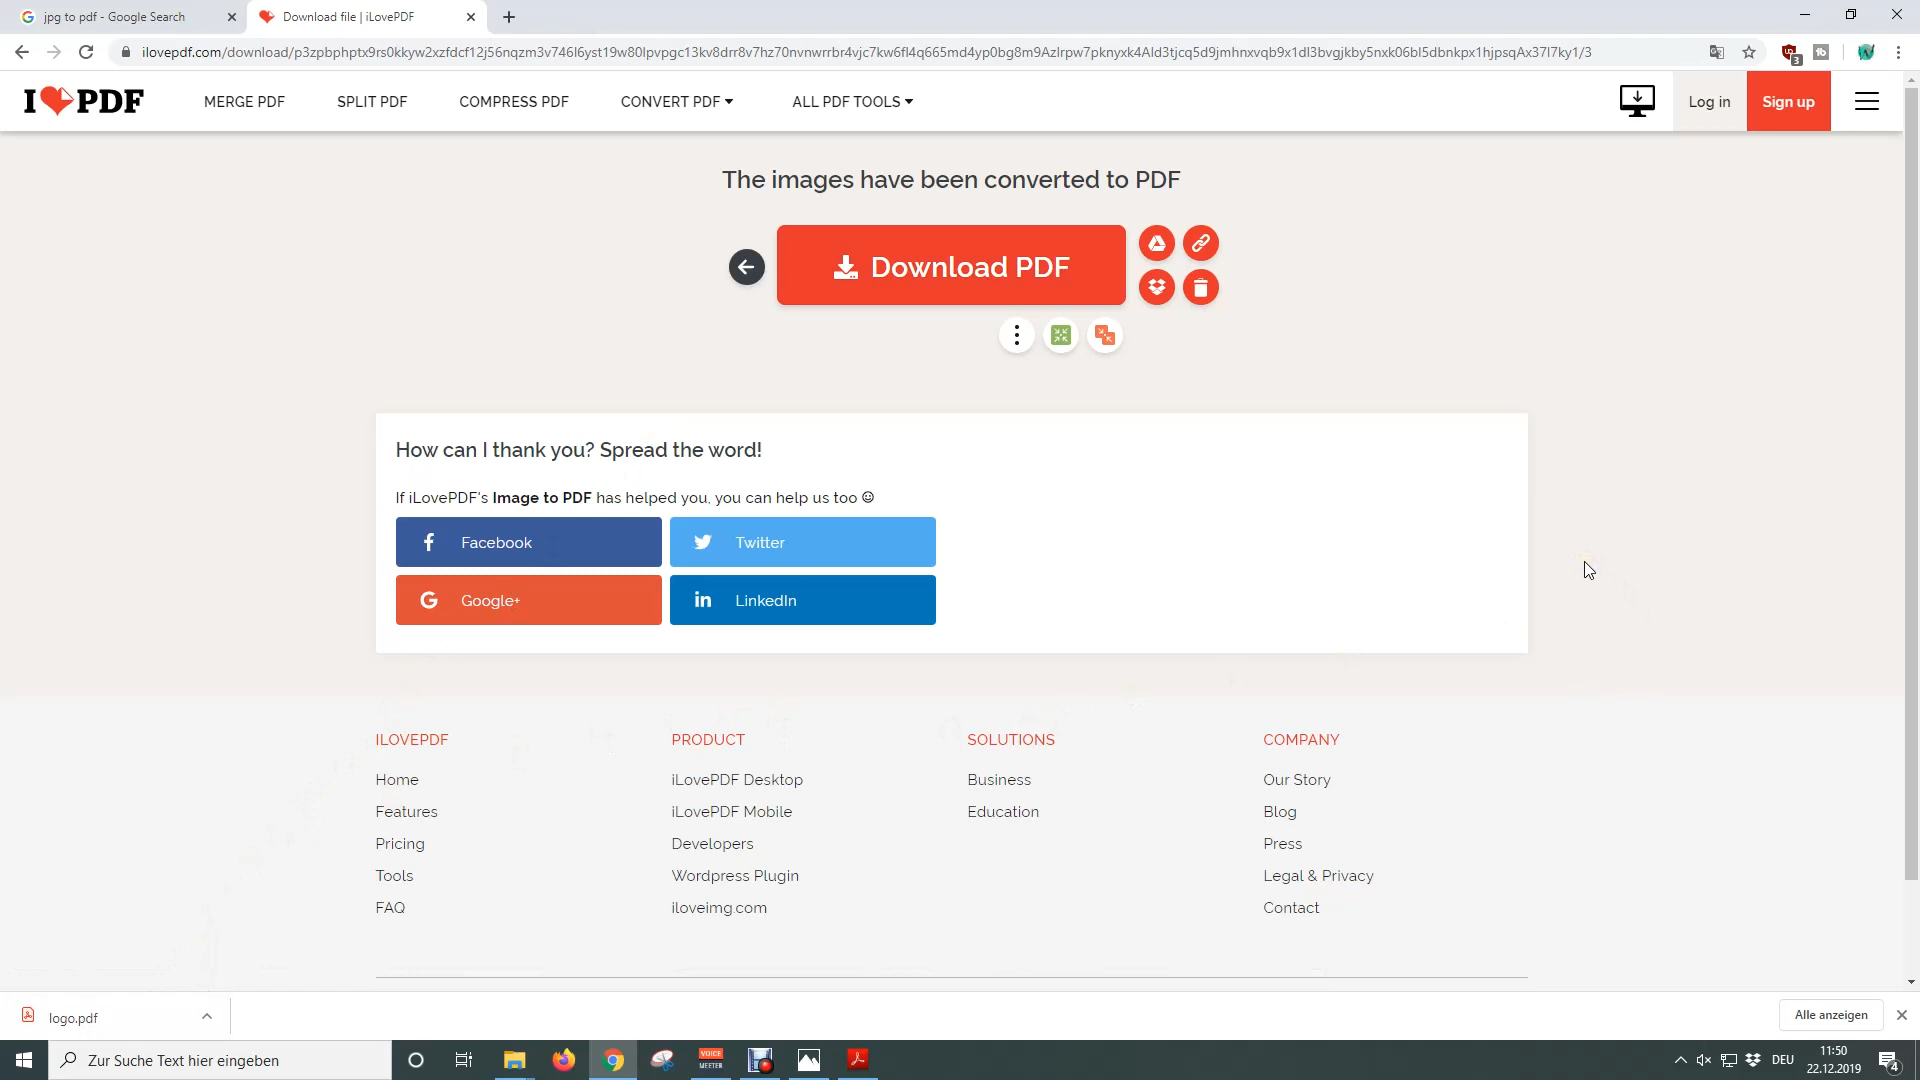 jpg to pdf - Google Search
Download file | iLovePDF
I PDF
MERGE PDF
SPLIT PDF
COMPRESS PDF
CONVERT PDF
ALL PDF TOOLS
Log in
Sign up
The images have been converted to PDF
Download PDF
How can I thank you? Spread the word!
If iLovePDF's Image to PDF has helped you, you can help us too
Facebook
Twitter
Google+
LinkedIn
ILOVEPDF
Home
Features
Pricing
Tools
FAQ
PRODUCT
iLovePDF Desktop
iLovePDF Mobile
Developers
Wordpress Plugin
iloveimg.com
SOLUTIONS
Business
Education
COMPANY
Our Story
Blog
Press
Legal & Privacy
Contact
logo.pdf
Alle anzeigen
Zur Suche Text hier eingeben
VOICE
MEETER
DEU
11:50
22.12.2019
4